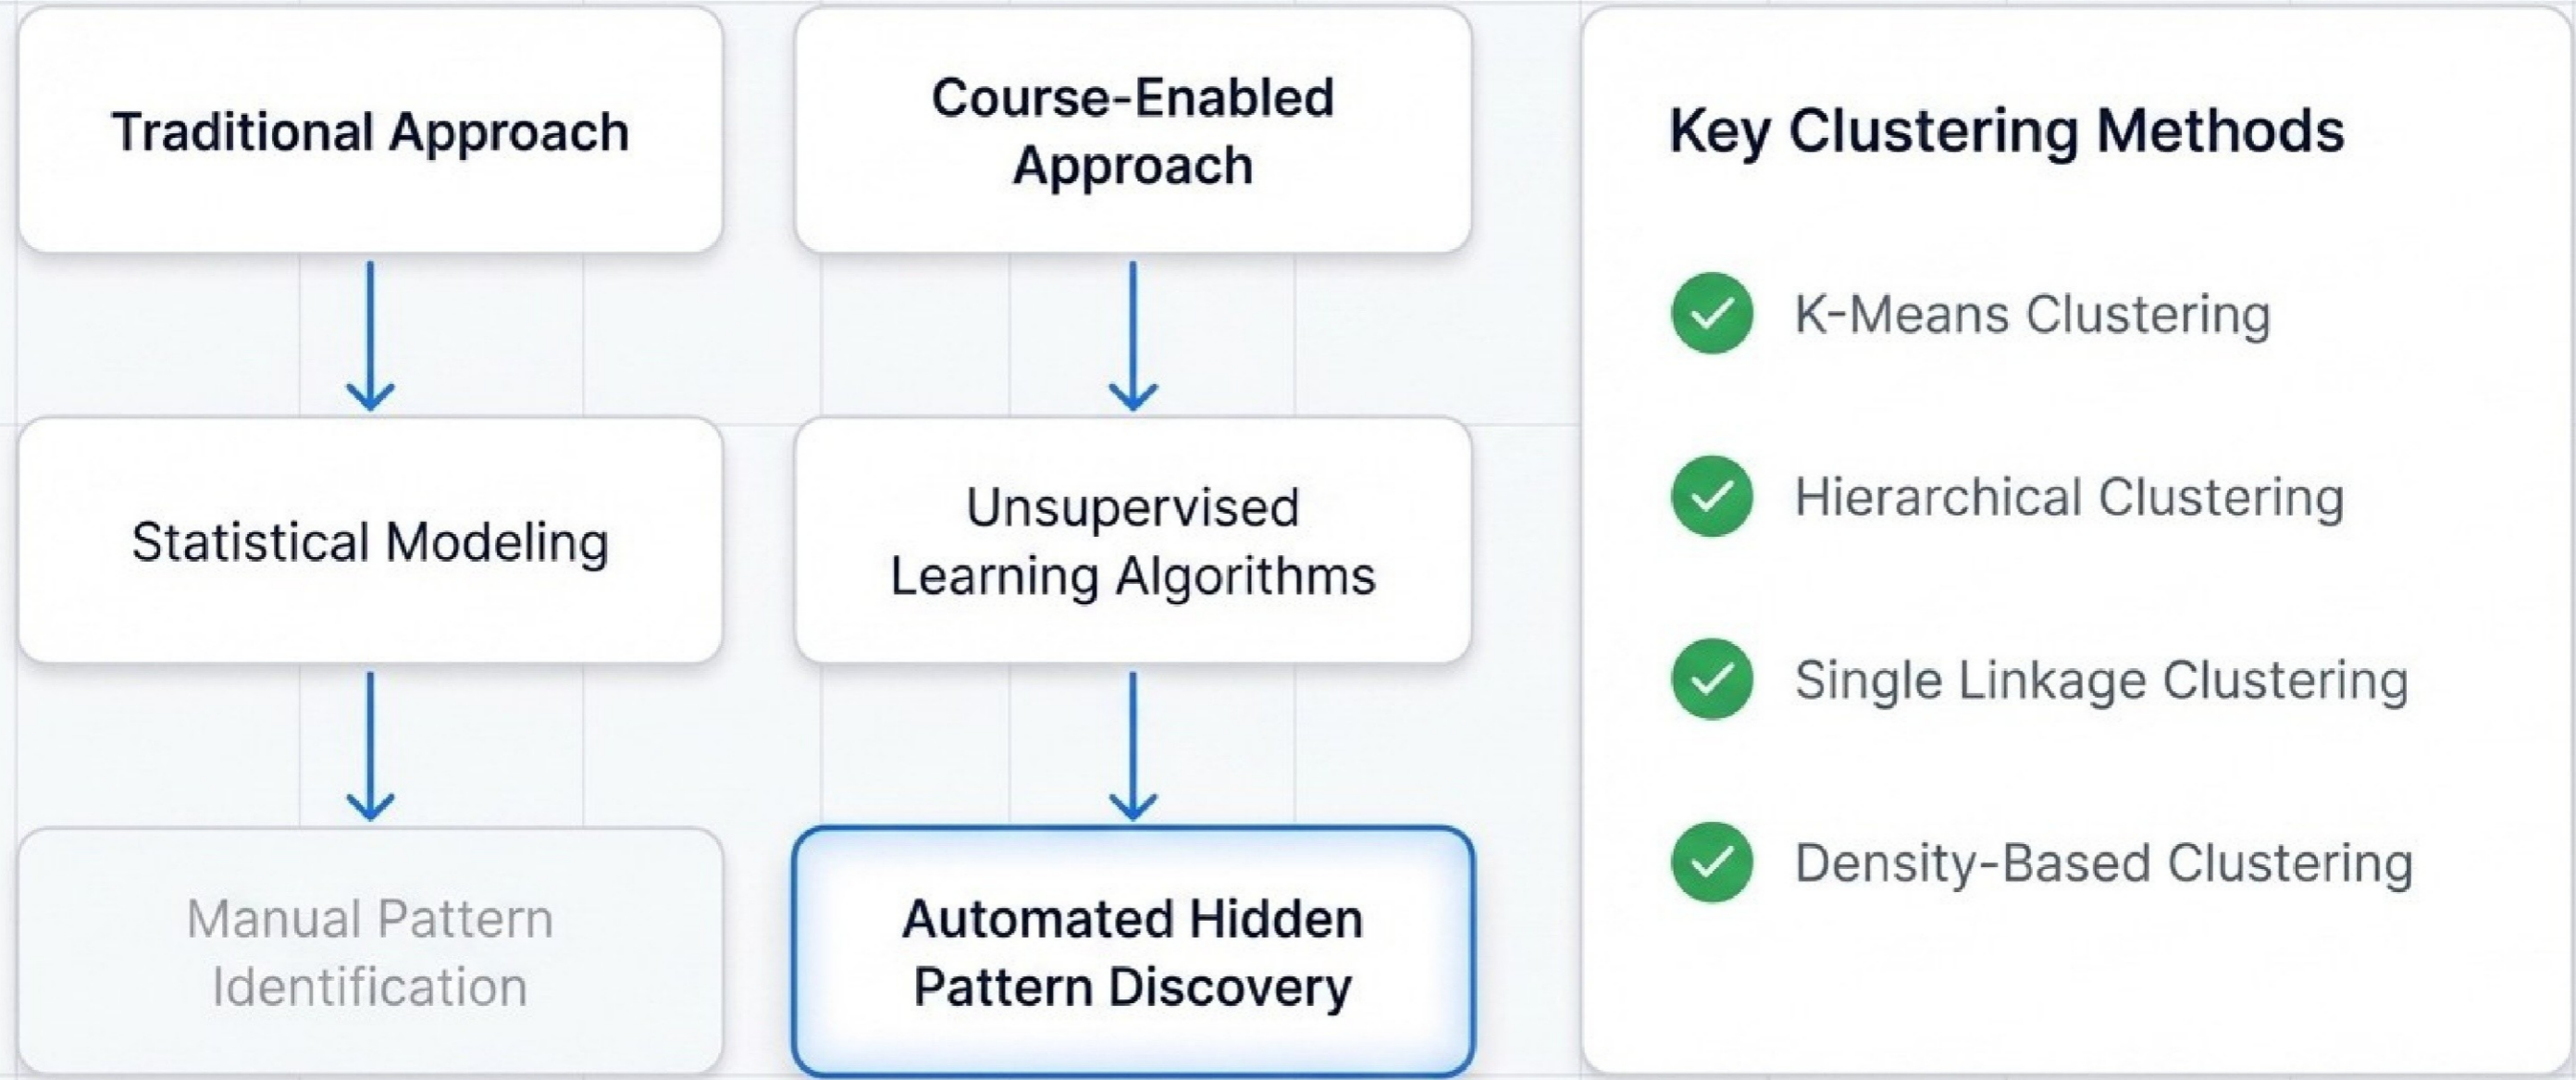 Traditional Approach
Statistical Modeling
Manual Pattern
Identification
Course-Enabled
Approach
Unsupervised
Learning Algorithms
Automated Hidden
Pattern Discovery
Key Clustering Methods
K-Means Clustering
Hierarchical Clustering
Single Linkage Clustering
Density-Based Clustering